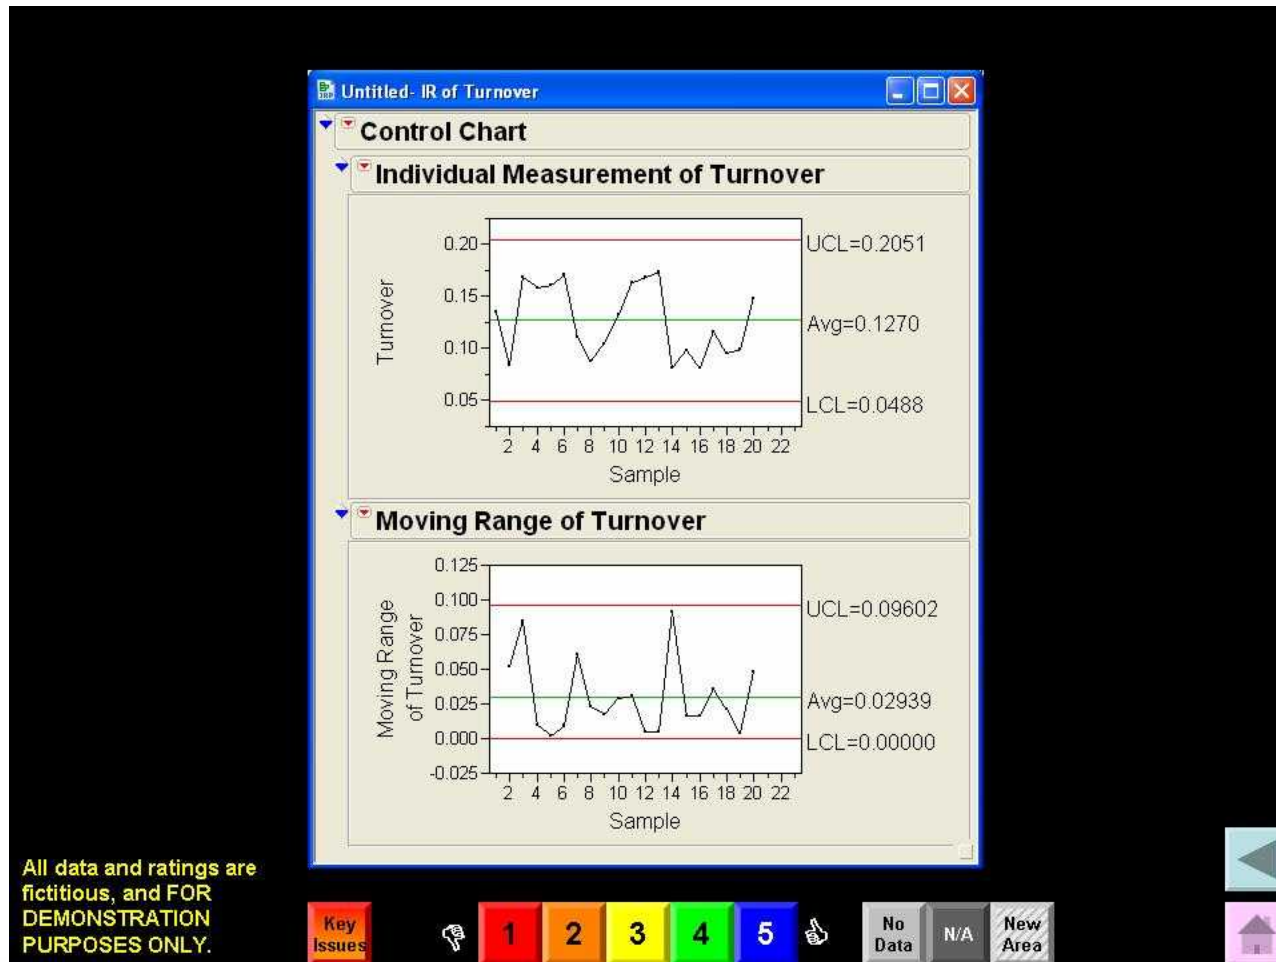 Untitled- IR of Turnover
Control Chart
Individual Measurement of Turnover
Turnover
0.20
0.15
0.10
0.05
UCL=0.2051
Avg=0.1270
LCL=0.0488
2 4 6 8 10 12 14 16 18 20 22
Sample
Moving Range of Turnover
Moving Range
of Turnover
0.125
0.100
0.075
0.050
0.025
0.000
-0.025
UCL=0.09602
Avg=0.02939
LCL=0.00000
2 4 6 8 10 12 14 16 18 20 22
Sample
All data and ratings are
fictitious, and FOR
DEMONSTRATION
PURPOSES ONLY.
Key
Issues
1 2 3 4 5
No
Data
N/A
New
Area